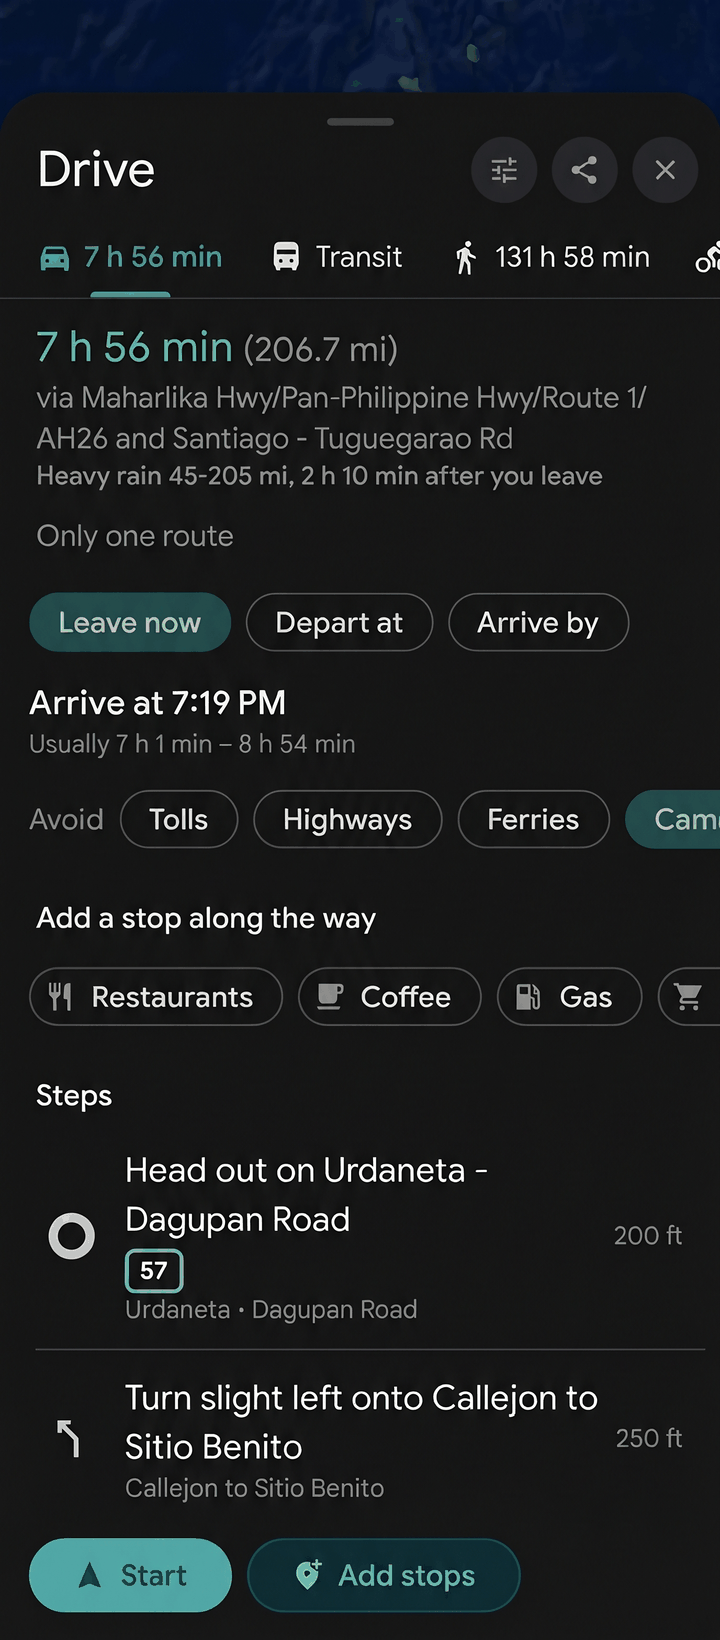 Drive
7 h 56 min
Transit
131 h 58 min
7 h 56 min (206.7 mi)
via Maharlika Hwy/Pan-Philippine Hwy/Route 1/
AH26 and Santiago - Tuguegarao Rd
Heavy rain 45-205 mi, 2 h 10 min after you leave
Only one route
Leave now
Depart at
Arrive by
Arrive at 7:19 PM
Usually 7 h 1 min – 8 h 54 min
Avoid
Tolls
Highways
Ferries
Add a stop along the way
Restaurants
Coffee
Gas
Steps
Head out on Urdaneta -
Dagupan Road
200 ft
57
Urdaneta • Dagupan Road
Turn slight left onto Callejon to
Sitio Benito
250 ft
Callejon to Sitio Benito
Start
Add stops